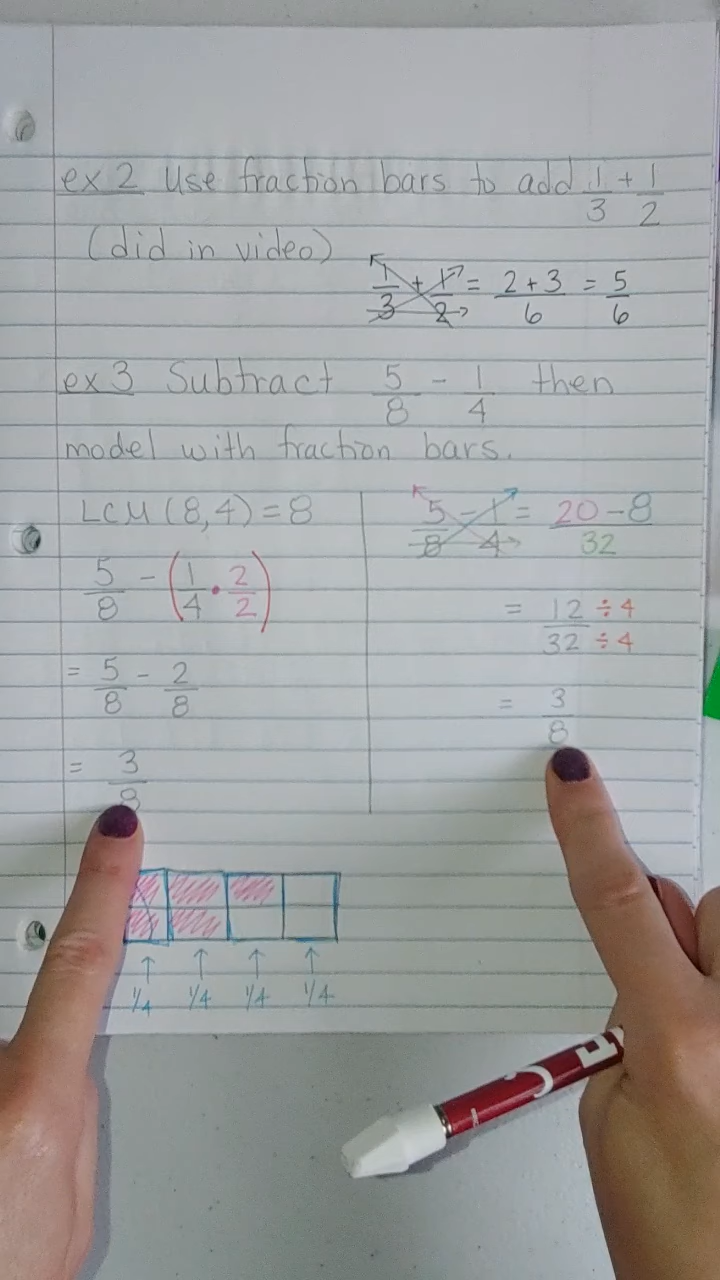 ex 2 Use fraction bars to add 1/3 + 1/2
(did in video)
1/3 + 1/2 = (2 + 3)/6 = 5/6
ex 3 Subtract 5/8 - 1/4 then
model with fraction bars.
LCM (8,4) = 8
5/8 - (1/4 • 2/2)
= 5/8 - 2/8
= 3/8
5/8 - 1/4 = (20 - 8)/32
= 12/32 ÷4/÷4
= 3/8
1/4 1/4 1/4 1/4